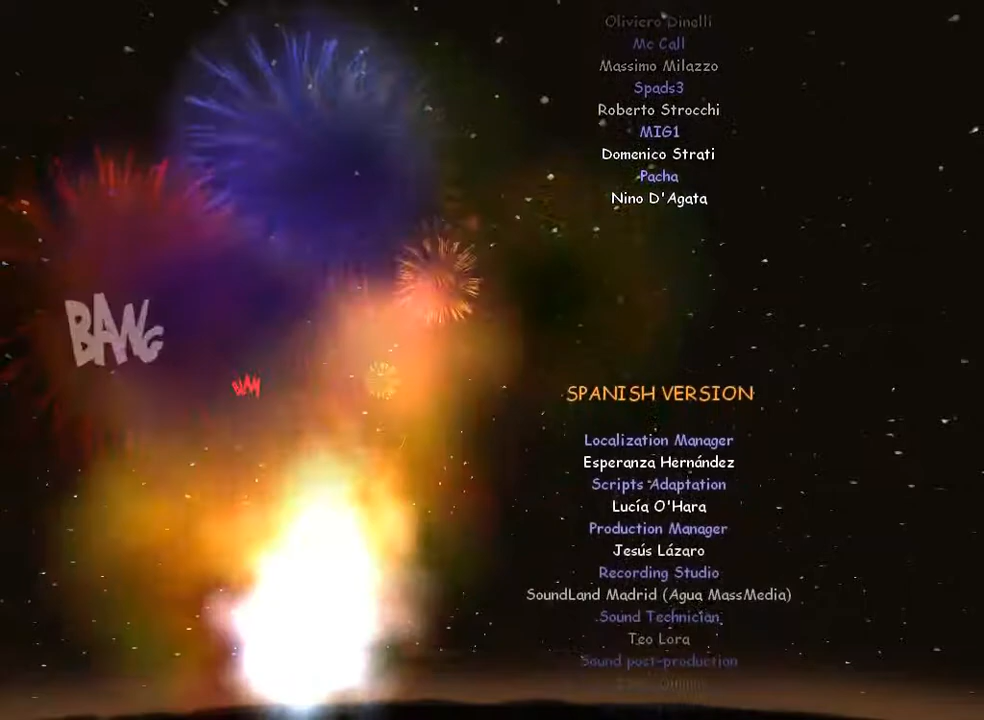 Oliviero Dinelli
Mc Call
Massimo Milazzo
Spads3
Roberto Strocchi
MIG1
Domenico Strati
Pacha
Nino D'Agata
BANG
BLAM
SPANISH VERSION
Localization Manager
Esperanza Hernández
Scripts Adaptation
Lucía O'Hara
Production Manager
Jesús Lázaro
Recording Studio
SoundLand Madrid (Agua MassMedia)
Sound Technician
Teo Lora
Sound post-production